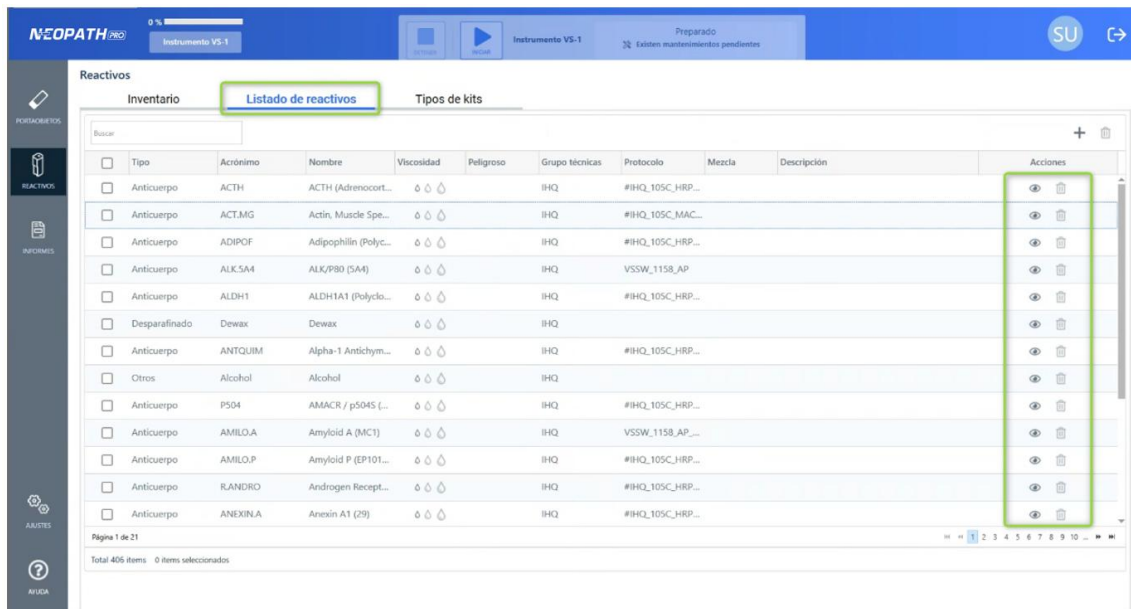 NEOPATH PRO
0 %
Instrumento VS-1
DETENER
INICIAR
Instrumento VS-1
Preparado
Existen mantenimientos pendientes
SU
PORTAOBJETOS
REACTIVOS
INFORMES
AJUSTES
AYUDA
Reactivos
Inventario Listado de reactivos Tipos de kits
Buscar
Tipo Acrónimo Nombre Viscosidad Peligroso Grupo técnicas Protocolo Mezcla Descripción Acciones
Anticuerpo ACTH ACTH (Adrenocort... IHQ #IHQ_105C_HRP...
Anticuerpo ACT.MG Actin, Muscle Spe... IHQ #IHQ_105C_MAC...
Anticuerpo ADIPOF Adipophilin (Polyc... IHQ #IHQ_105C_HRP...
Anticuerpo ALK.5A4 ALK/P80 (5A4) IHQ VSSW_1158_AP
Anticuerpo ALDH1 ALDH1A1 (Polyclo... IHQ #IHQ_105C_HRP...
Desparafinado Dewax Dewax IHQ
Anticuerpo ANTQUIM Alpha-1 Antichym... IHQ #IHQ_105C_HRP...
Otros Alcohol Alcohol IHQ
Anticuerpo P504 AMACR / p504S (... IHQ #IHQ_105C_HRP...
Anticuerpo AMILO.A Amyloid A (MC1) IHQ VSSW_1158_AP_...
Anticuerpo AMILO.P Amyloid P (EP101... IHQ #IHQ_105C_HRP...
Anticuerpo R.ANDRO Androgen Recept... IHQ #IHQ_105C_HRP...
Anticuerpo ANEXIN.A Anexin A1 (29) IHQ #IHQ_105C_HRP...
Página 1 de 21 1 2 3 4 5 6 7 8 9 10 ...
Total 406 items 0 items seleccionados